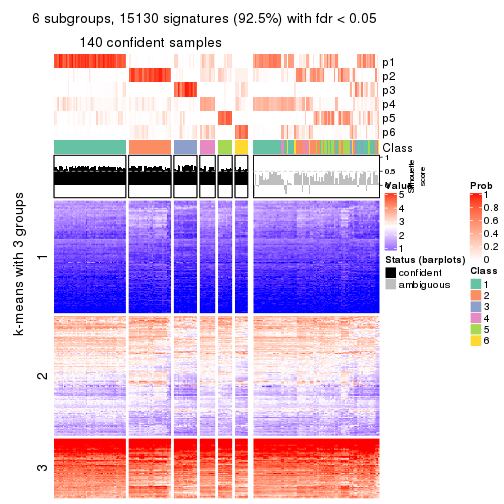 6 subgroups, 15130 signatures (92.5%) with fdr < 0.05
140 confident samples
p1
p2
p3
p4
p5
p6
Class
1
0.5
0
Silhouette
score
k-means with 3 groups
1
2
3
Value
5
4
3
2
1
Status (barplots)
confident
ambiguous
Prob
1
0.8
0.6
0.4
0.2
0
Class
1
2
3
4
5
6